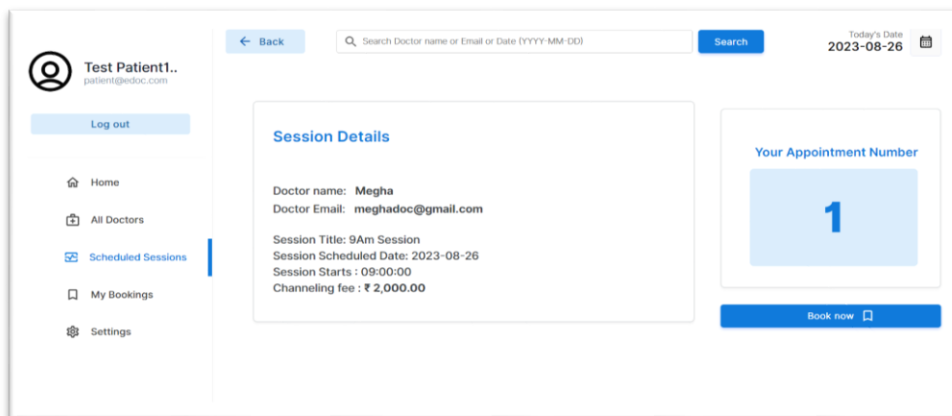 Test Patient1..
patient@edoc.com
Log out
Home
All Doctors
Scheduled Sessions
My Bookings
Settings
Back
Search Doctor name or Email or Date (YYYY-MM-DD)
Search
Today's Date
2023-08-26
Session Details
Doctor name: Megha
Doctor Email: meghadoc@gmail.com
Session Title: 9Am Session
Session Scheduled Date: 2023-08-26
Session Starts : 09:00:00
Channeling fee : ₹ 2,000.00
Your Appointment Number
1
Book now